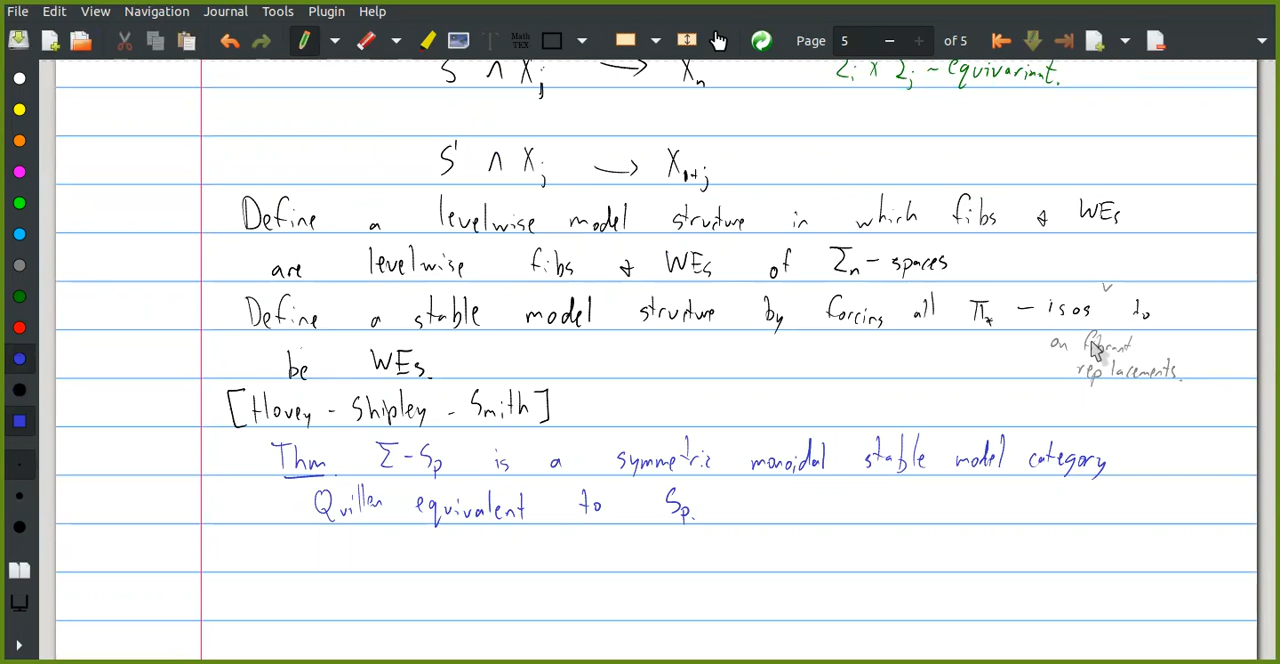 File Edit View Navigation Journal Tools Plugin Help
Math TEX Page 5 of 5
S^i ∧ X_j → X_n Σ_i × Σ_j - equivariant.
S^1 ∧ X_j → X_{1+j}
Define a levelwise model structure in which fibs & WEs
are levelwise fibs & WEs of Σ_n - spaces
Define a stable model structure by forcing all π_* - isos ∨ to
on fibrant
be WEs.
replacements.
[Hovey - Shipley - Smith]
Thm. Σ-Sp is a symmetric monoidal stable model category
Quillen equivalent to Sp.